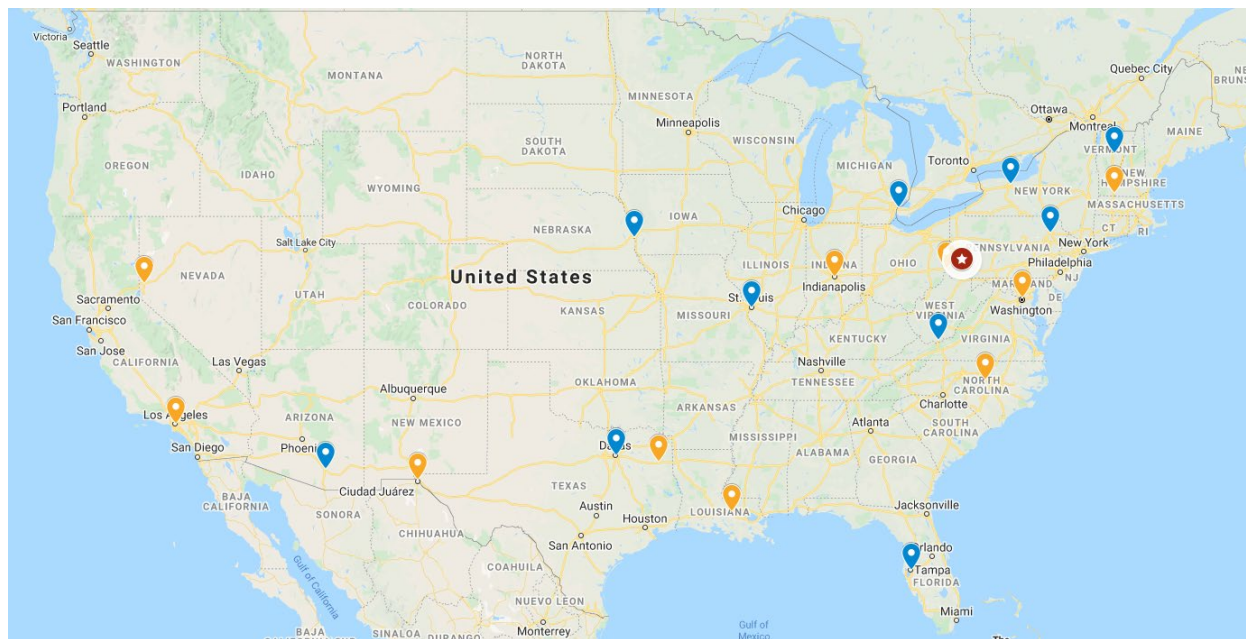 Victoria
Seattle
WASHINGTON
MONTANA
NORTH
DAKOTA
MINNESOTA
Quebec City
NE
BRUNS
Portland
Minneapolis
Ottawa
Montreal
MAINE
VERMONT
OREGON
IDAHO
SOUTH
DAKOTA
WISCONSIN
MICHIGAN
Toronto
WYOMING
NEW YORK
NEW
HAMPSHIRE
MASSACHUSETTS
CT
RI
IOWA
Chicago
NEBRASKA
Salt Lake City
NEVADA
United States
ILLINOIS
INDIANA
OHIO
Indianapolis
NNSYLVANIA
New York
Philadelphia
NJ
Sacramento
San Francisco
San Jose
UTAH
COLORADO
KANSAS
MISSOURI
St. Louis
MARYLAND
DE
Washington
WEST
VIRGINIA
VIRGINIA
KENTUCKY
CALIFORNIA
Las Vegas
Albuquerque
OKLAHOMA
Nashville
TENNESSEE
NORTH
CAROLINA
Charlotte
Los Angeles
ARIZONA
NEW MEXICO
ARKANSAS
Atlanta
SOUTH
CAROLINA
San Diego
Phoenix
Dallas
MISSISSIPPI
ALABAMA
GEORGIA
BAJA
CALIFORNIA
Ciudad Juárez
SONORA
TEXAS
LOUISIANA
Jacksonville
CHIHUAHUA
Austin
Houston
San Antonio
Orlando
Tampa
FLORIDA
Gulf of California
COAHUILA
Miami
NUEVO LEON
Monterrey
BAJA
CALIFORNIA SUR
SINALOA
DURANGO
Gulf of
Mexico
The